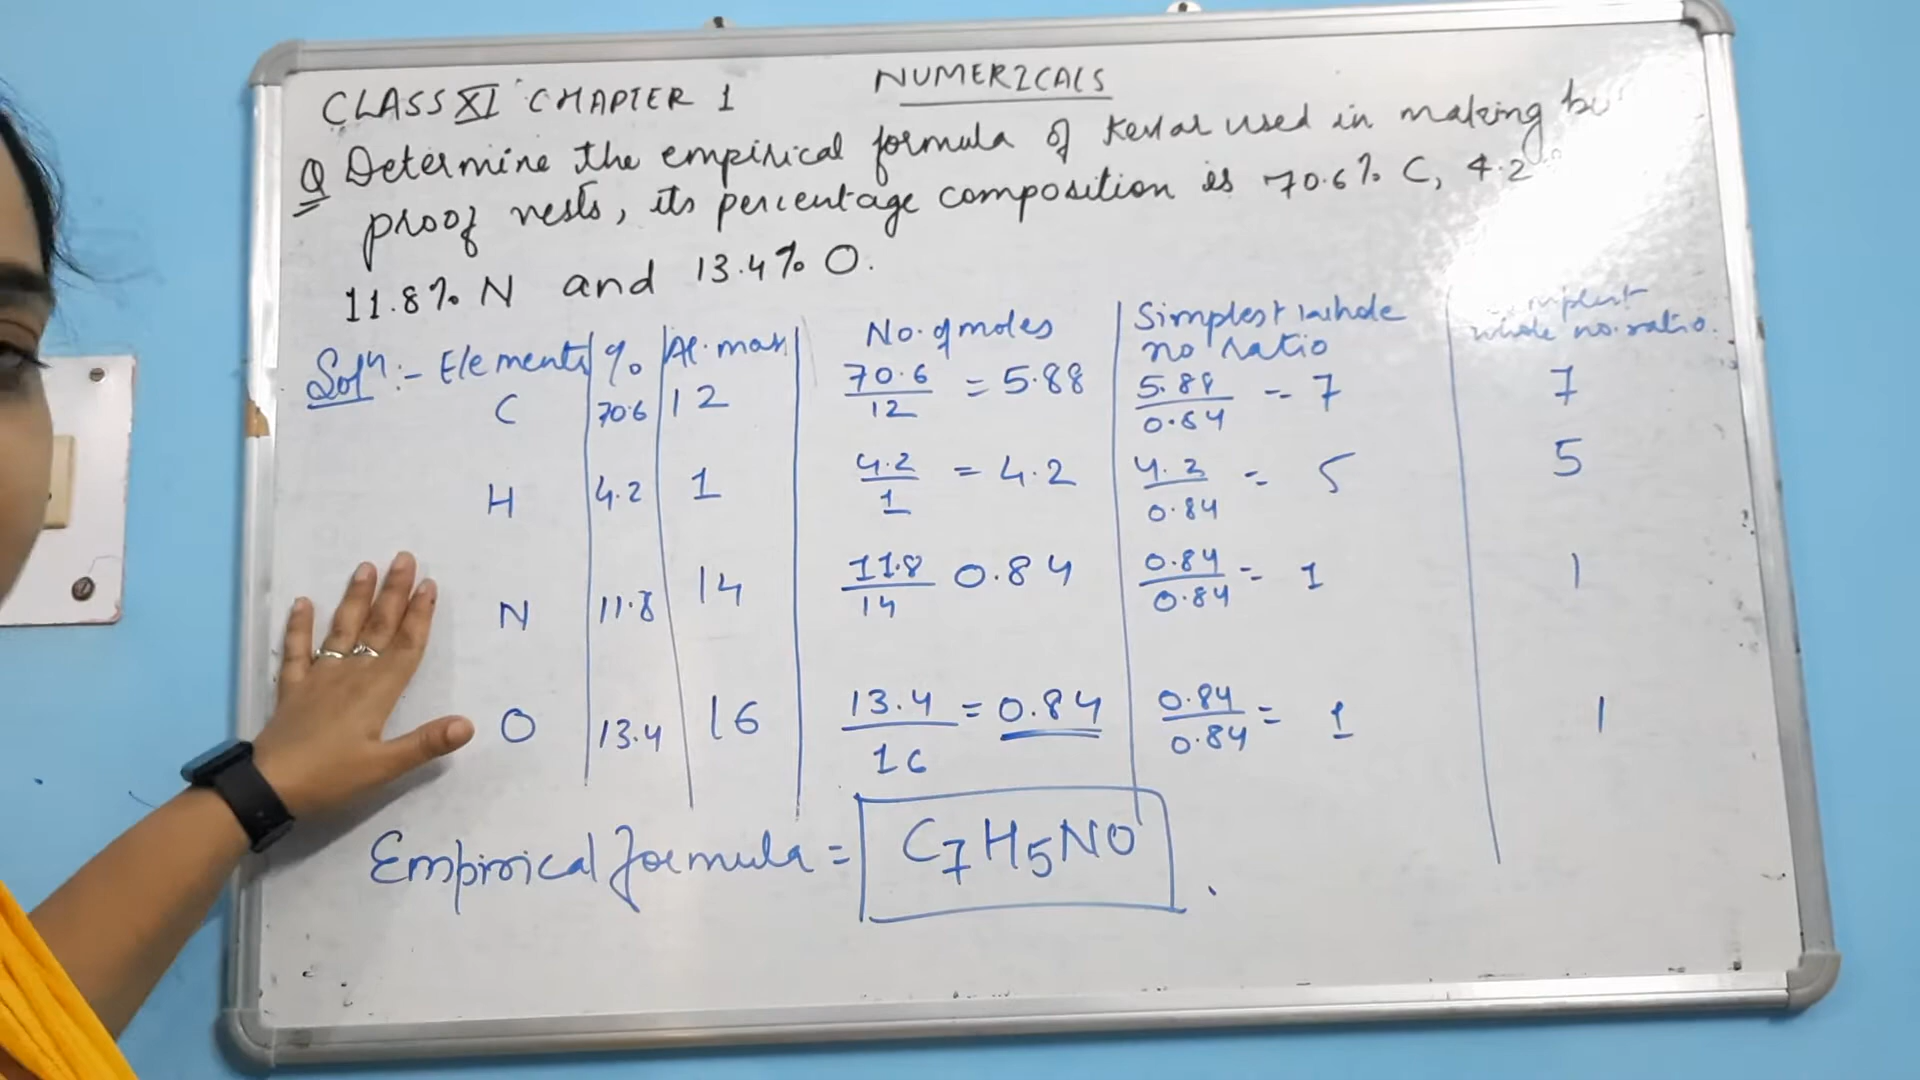 CLASS XI CHAPTER 1 NUMERICALS
Q Determine the empirical formula of Kevlar used in making
proof vests, its percentage composition is 70.6% C, 4.2
11.8% N and 13.4% O.
Solⁿ:- Elements % At. mass No. of moles Simplest whole no ratio whole no. ratio.
C 70.6 12 70.6/12 = 5.88 5.88/0.84 = 7 7
H 4.2 1 4.2/1 = 4.2 4.2/0.84 = 5 5
N 11.8 14 11.8/14 0.84 0.84/0.84 = 1 1
O 13.4 16 13.4/16 = 0.84 0.84/0.84 = 1 1
Empirical formula = C₇H₅NO.